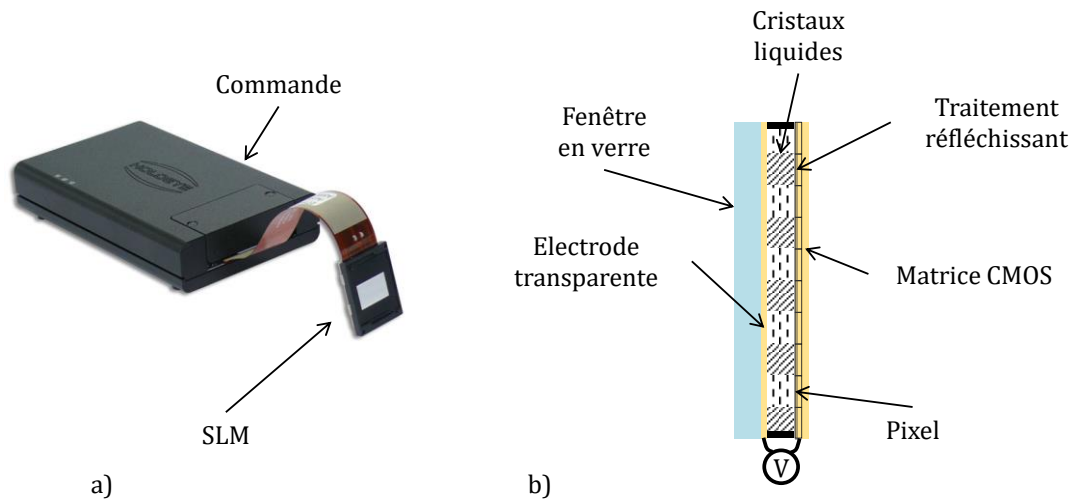 Commande
SLM
a)
Cristaux
liquides
Fenêtre
en verre
Traitement
réfléchissant
Electrode
transparente
Matrice CMOS
Pixel
V
b)